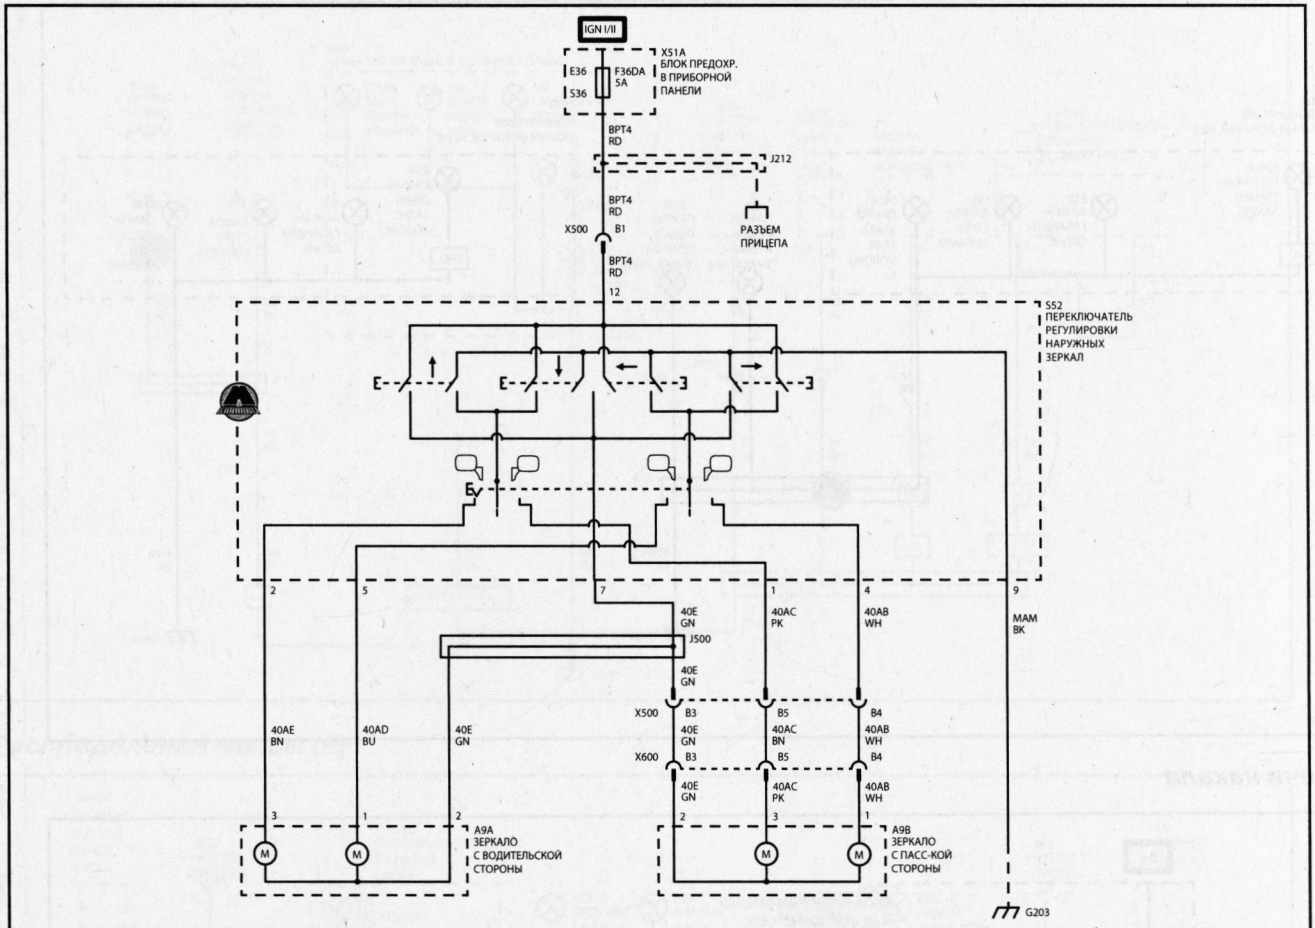 IGN I/II
X51A
БЛОК ПРЕДОХР.
В ПРИБОРНОЙ
ПАНЕЛИ
E36
F36DA
5A
S36
BPT4
RD
J212
BPT4
RD
X500
B1
РАЗЪЕМ
ПРИЦЕПА
BPT4
RD
12
S52
ПЕРЕКЛЮЧАТЕЛЬ
РЕГУЛИРОВКИ
НАРУЖНЫХ
ЗЕРКАЛ
2
5
7
1
4
9
40E
GN
40AC
PK
40AB
WH
MAM
BK
J500
40E
GN
X500
B3
B5
B4
40AE
BN
40AD
BU
40E
GN
40E
GN
40AC
BN
40AB
WH
X600
B3
B5
B4
40E
GN
40AC
PK
40AB
WH
3
1
2
2
3
1
A9A
ЗЕРКАЛО
С ВОДИТЕЛЬСКОЙ
СТОРОНЫ
A9B
ЗЕРКАЛО
С ПАСС-КОЙ
СТОРОНЫ
M
M
M
M
G203